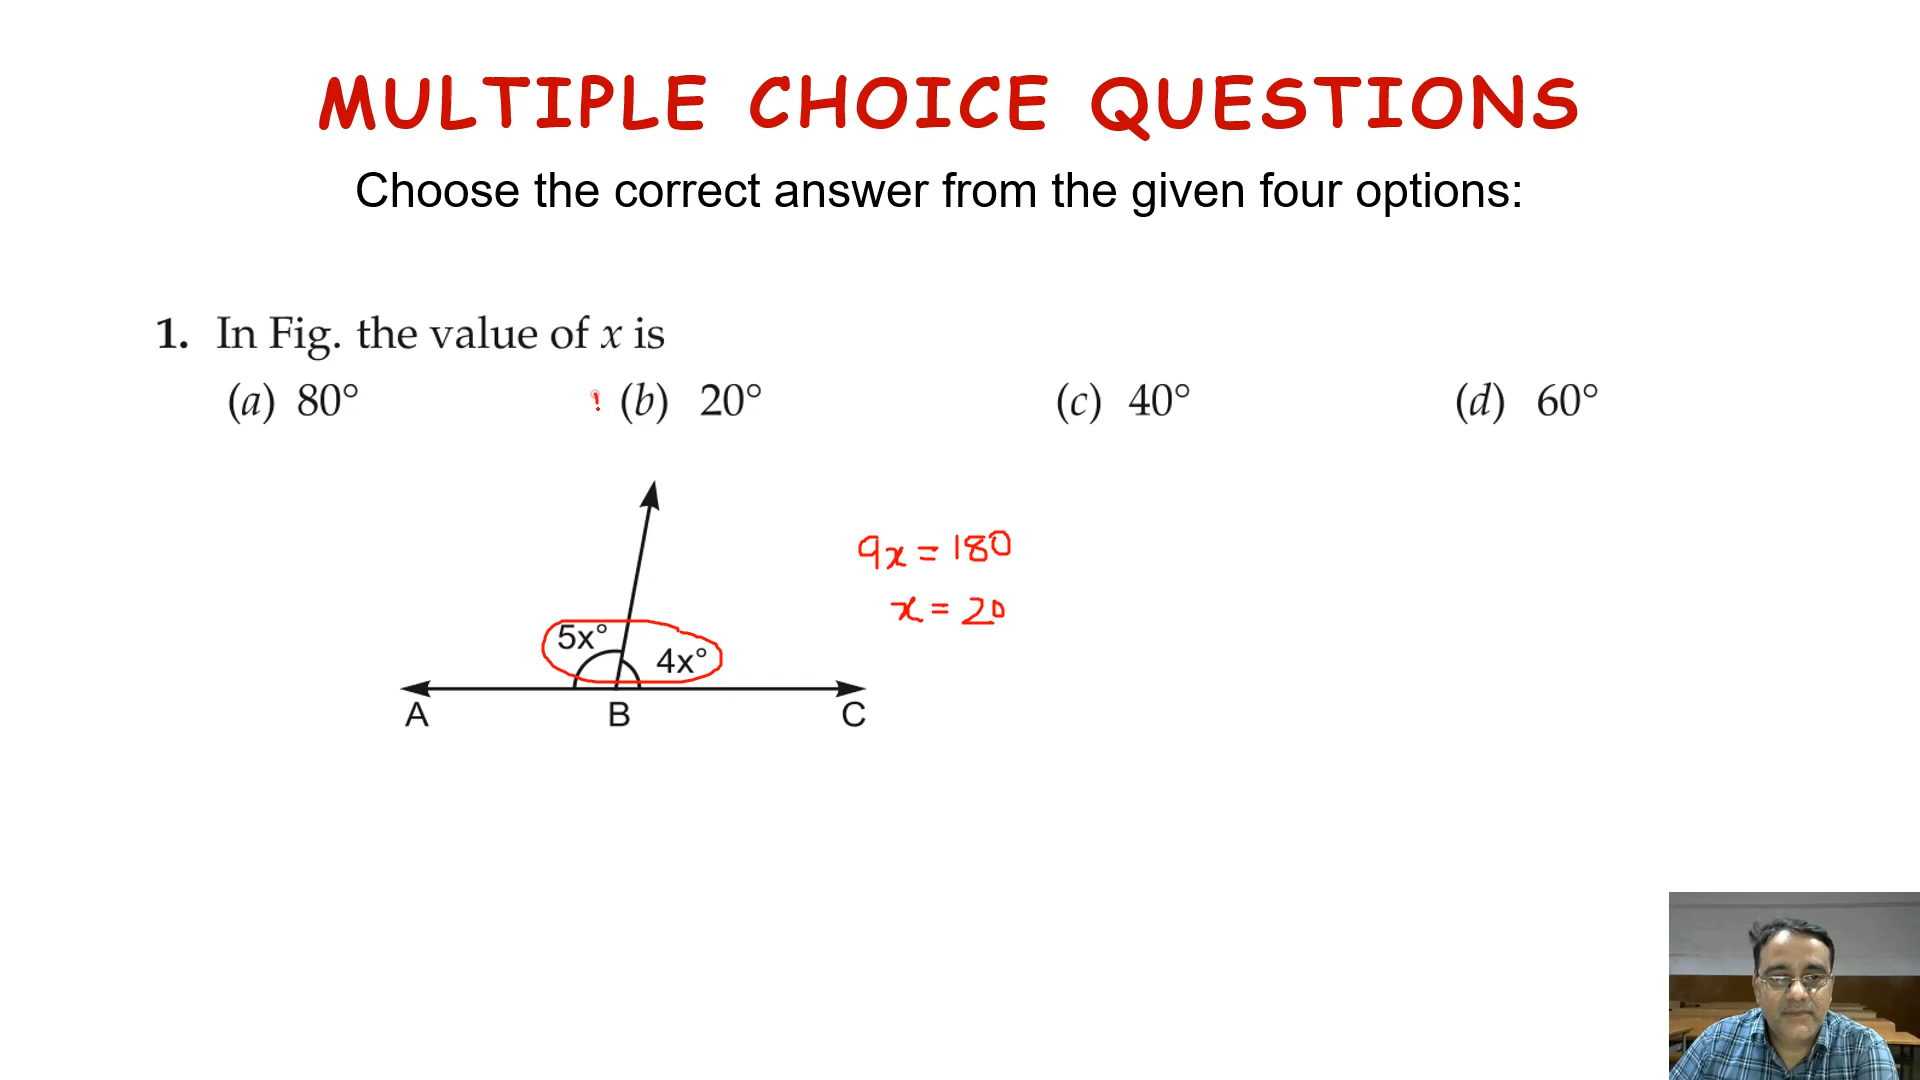 MULTIPLE CHOICE QUESTIONS
Choose the correct answer from the given four options:
1. In Fig. the value of x is
(a) 80° (b) 20° (c) 40° (d) 60°
9x = 180
x = 20
5x°
4x°
A B C